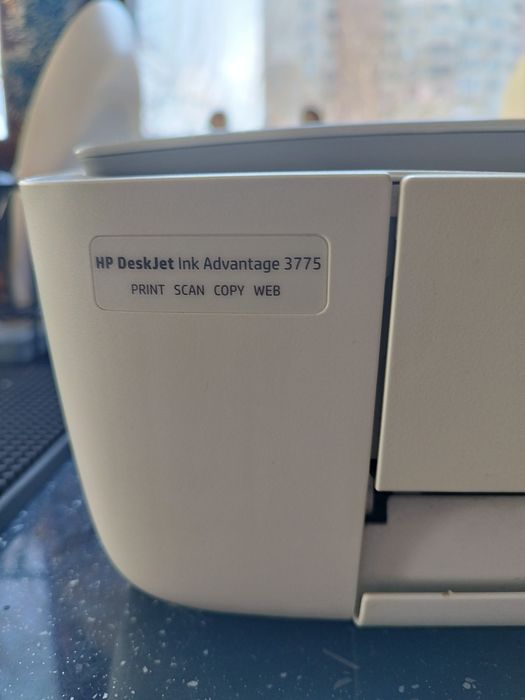 HP DeskJet Ink Advantage 3775
PRINT SCAN COPY WEB